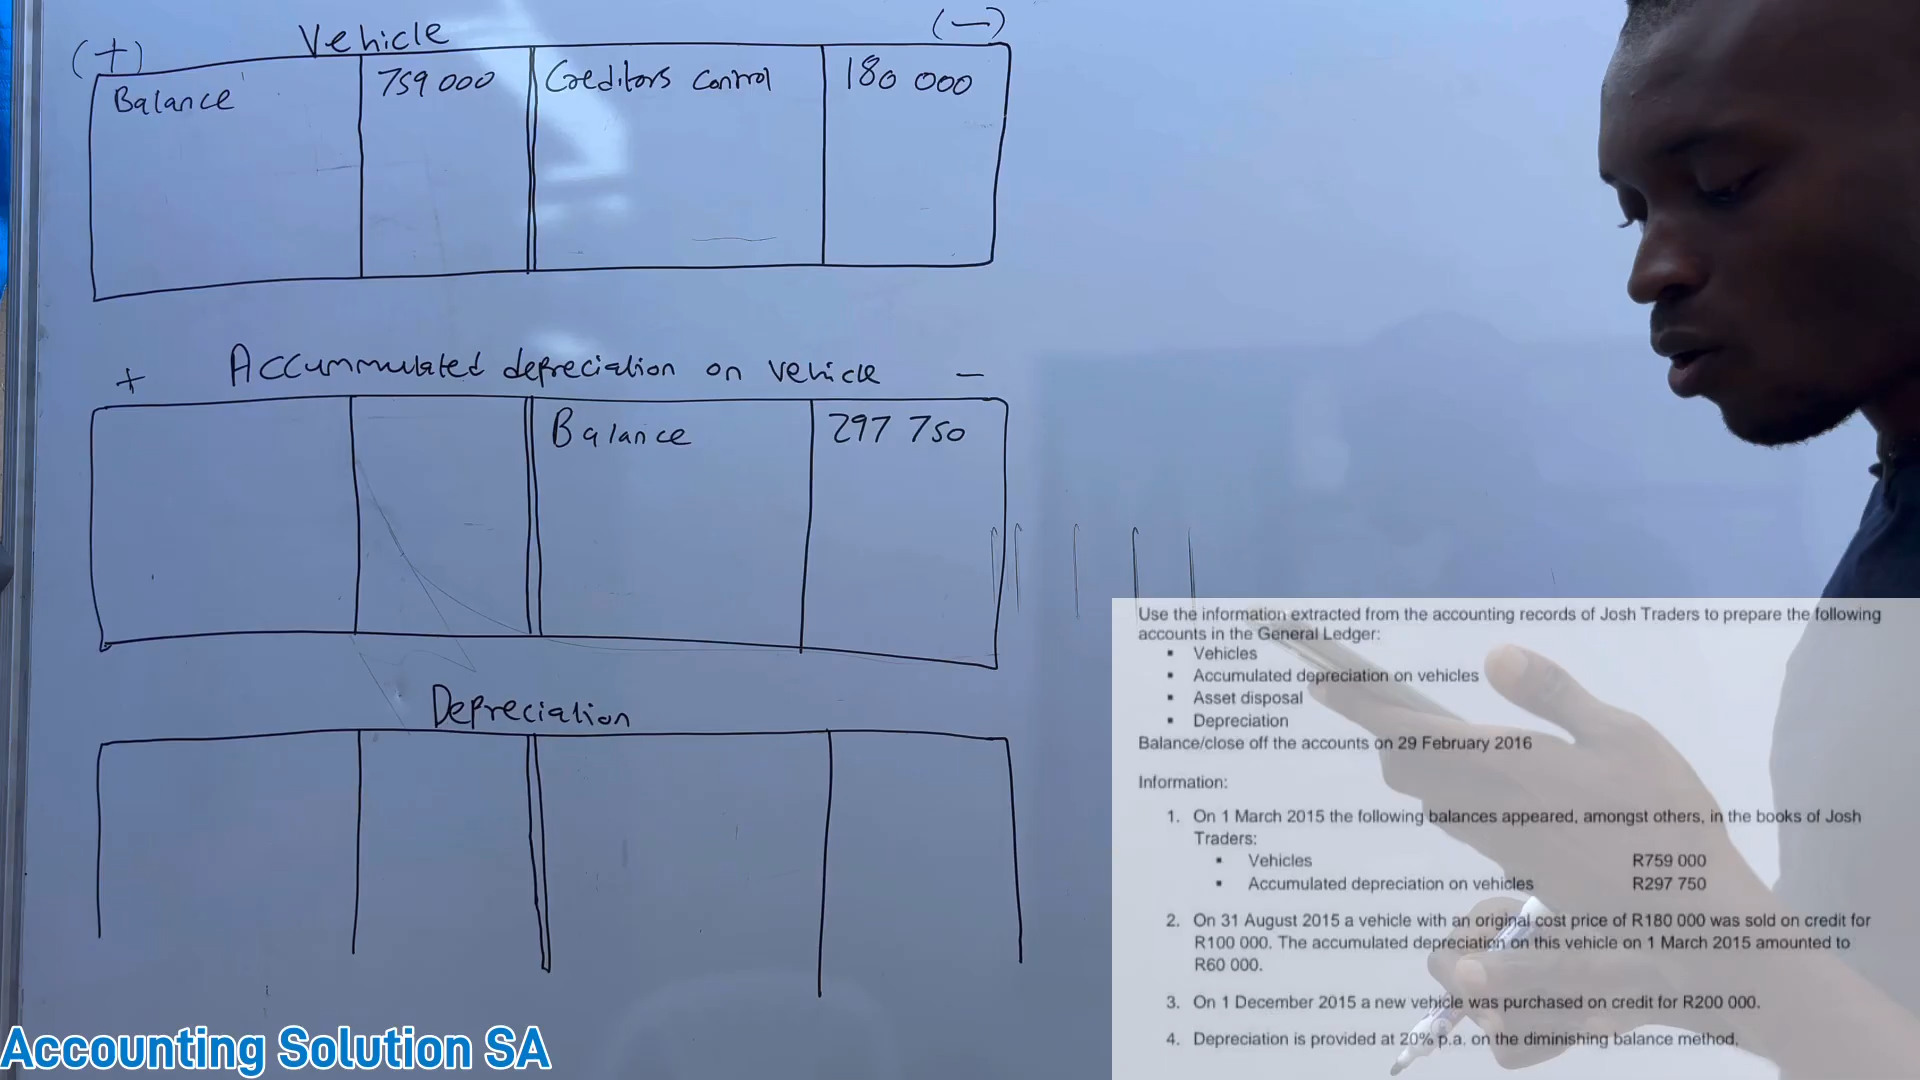 (+) Vehicle (−)
Balance 759 000 Creditors control 180 000
+ Accummulated depreciation on vehicle −
Balance 297 750
Depreciation
Use the information extracted from the accounting records of Josh Traders to prepare the following
accounts in the General Ledger:
▪ Vehicles
▪ Accumulated depreciation on vehicles
▪ Asset disposal
▪ Depreciation
Balance/close off the accounts on 29 February 2016
Information:
1. On 1 March 2015 the following balances appeared, amongst others, in the books of Josh
Traders:
▪ Vehicles R759 000
▪ Accumulated depreciation on vehicles R297 750
2. On 31 August 2015 a vehicle with an original cost price of R180 000 was sold on credit for
R100 000. The accumulated depreciation on this vehicle on 1 March 2015 amounted to
R60 000.
3. On 1 December 2015 a new vehicle was purchased on credit for R200 000.
4. Depreciation is provided at 20% p.a. on the diminishing balance method.
Accounting Solution SA